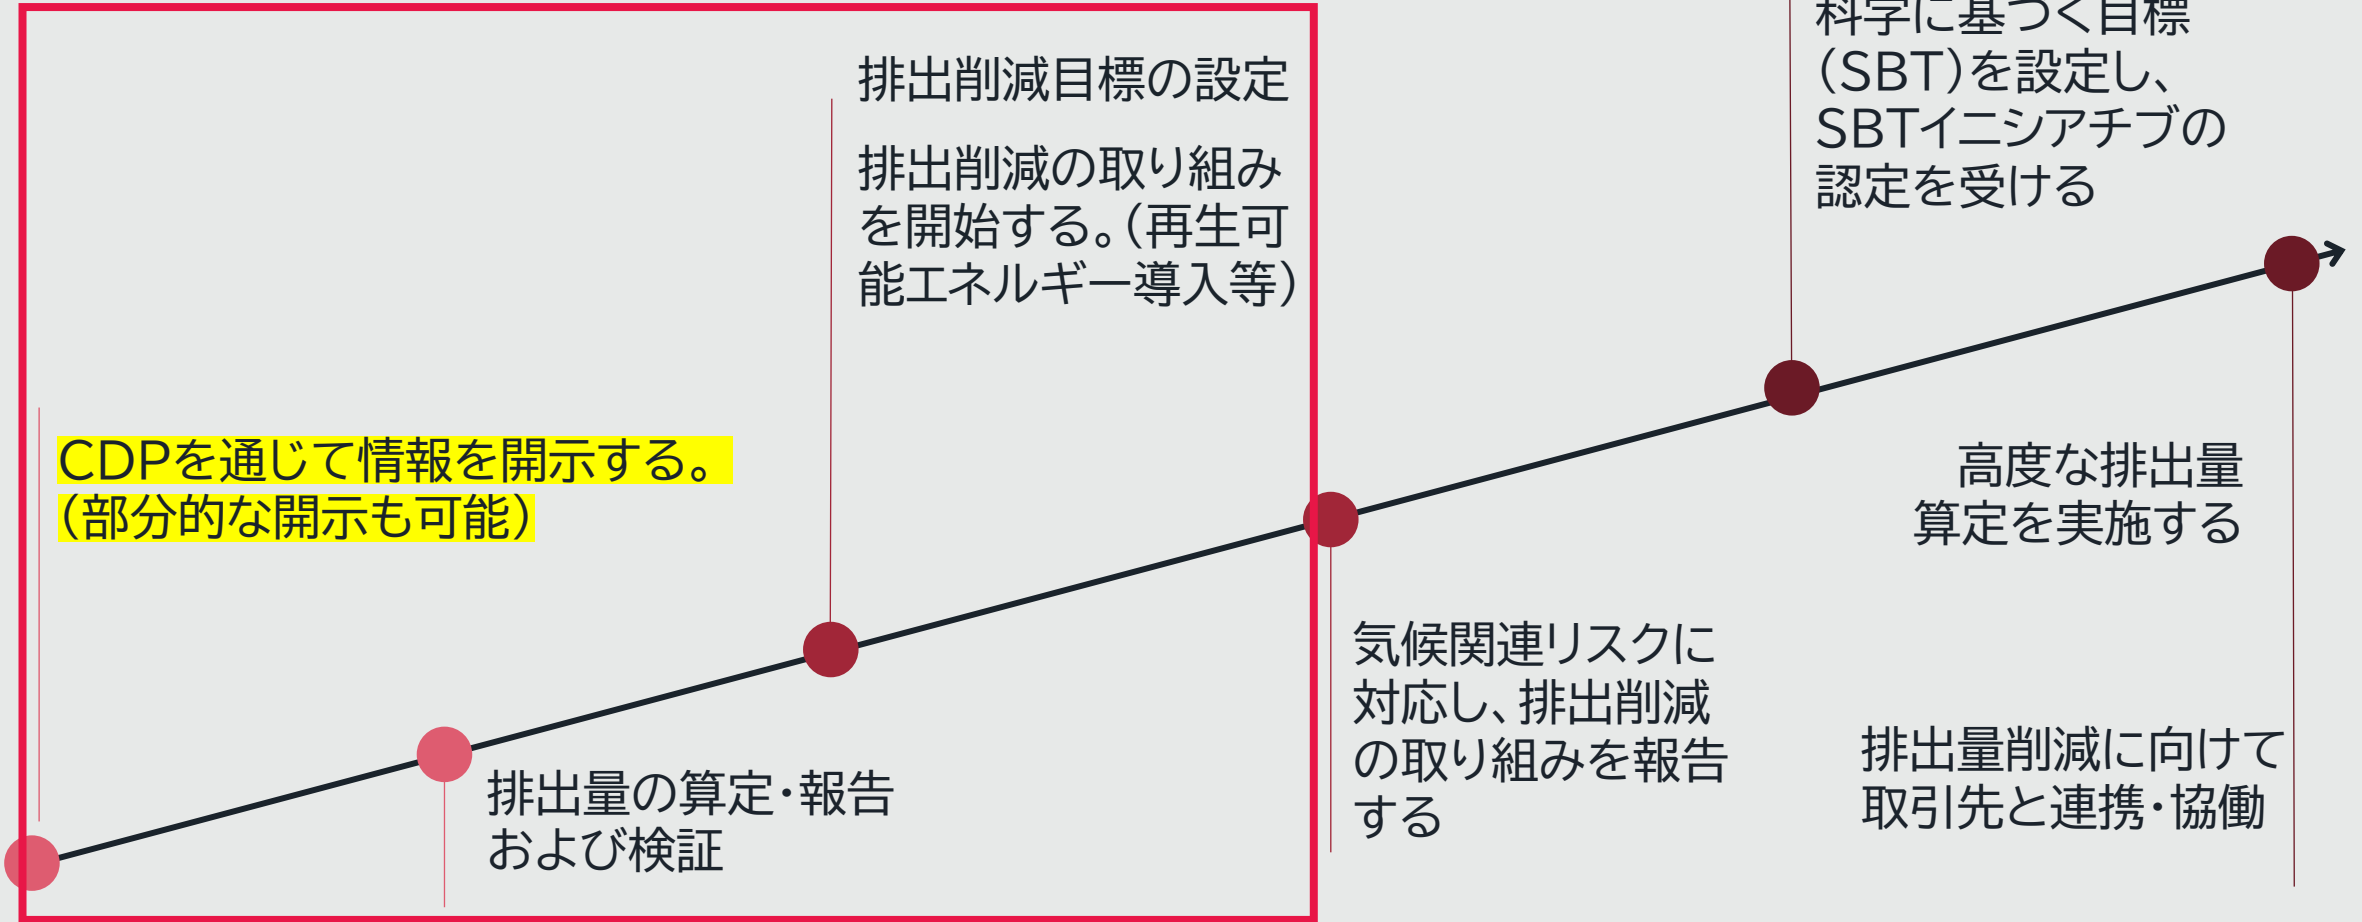 CDPを通じて情報を開示する。
（部分的な開示も可能）
排出量の算定・報告
および検証
排出削減目標の設定
排出削減の取り組み
を開始する。（再生可
能エネルギー導入等）
気候関連リスクに
対応し、排出削減
の取り組みを報告
する
科学に基づく目標
（SBT）を設定し、
SBTイニシアチブの
認定を受ける
高度な排出量
算定を実施する
排出量削減に向けて
取引先と連携・協働